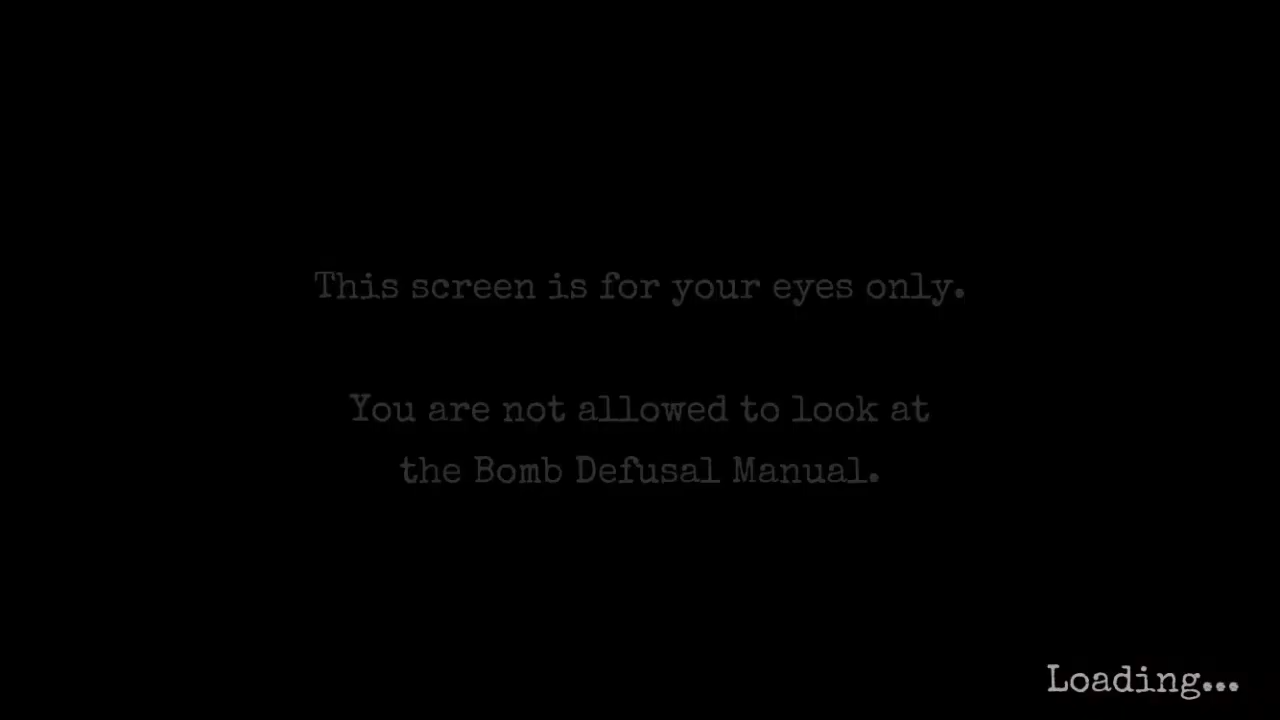 This screen is for your eyes only.
You are not allowed to look at
the Bomb Defusal Manual.
Loading...